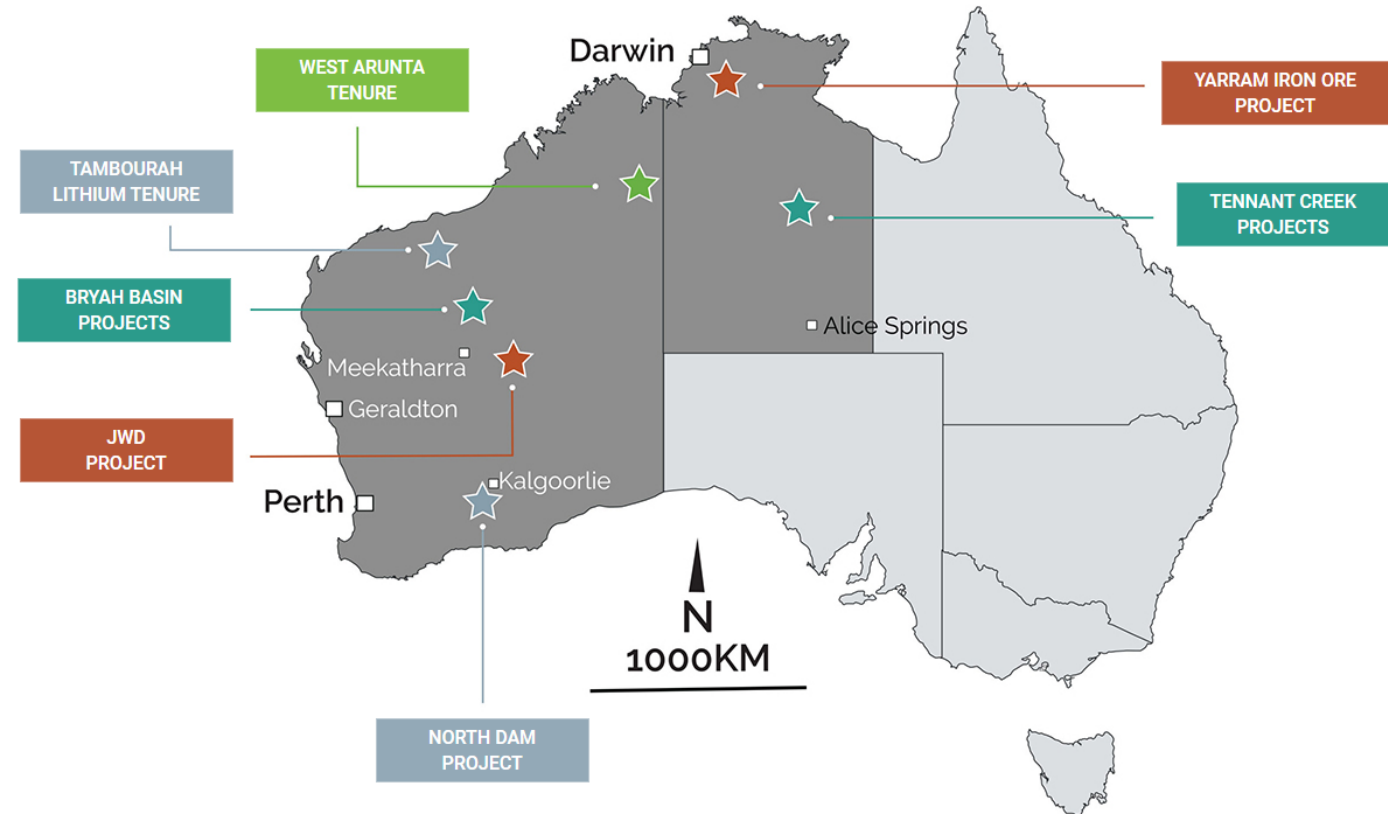 Darwin
WEST ARUNTA
TENURE
YARRAM IRON ORE
PROJECT
TAMBOURAH
LITHIUM TENURE
TENNANT CREEK
PROJECTS
BRYAH BASIN
PROJECTS
Alice Springs
Meekatharra
Geraldton
JWD
PROJECT
Kalgoorlie
Perth
N
1000KM
NORTH DAM
PROJECT